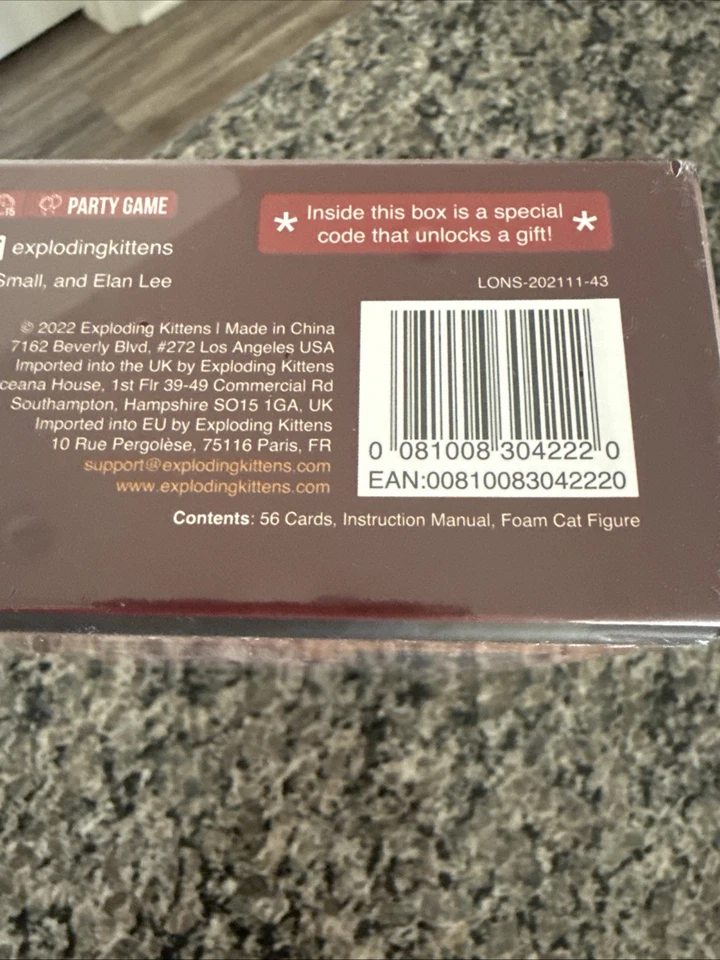 PARTY GAME
explodingkittens
Small, and Elan Lee
* Inside this box is a special *
code that unlocks a gift!
LONS-202111-43
© 2022 Exploding Kittens | Made in China
7162 Beverly Blvd, #272 Los Angeles USA
Imported into the UK by Exploding Kittens
ceana House, 1st Flr 39-49 Commercial Rd
Southampton, Hampshire SO15 1GA, UK
Imported into EU by Exploding Kittens
10 Rue Pergolèse, 75116 Paris, FR
support@explodingkittens.com
www.explodingkittens.com
0 081008 304222 0
EAN:00810083042220
Contents: 56 Cards, Instruction Manual, Foam Cat Figure